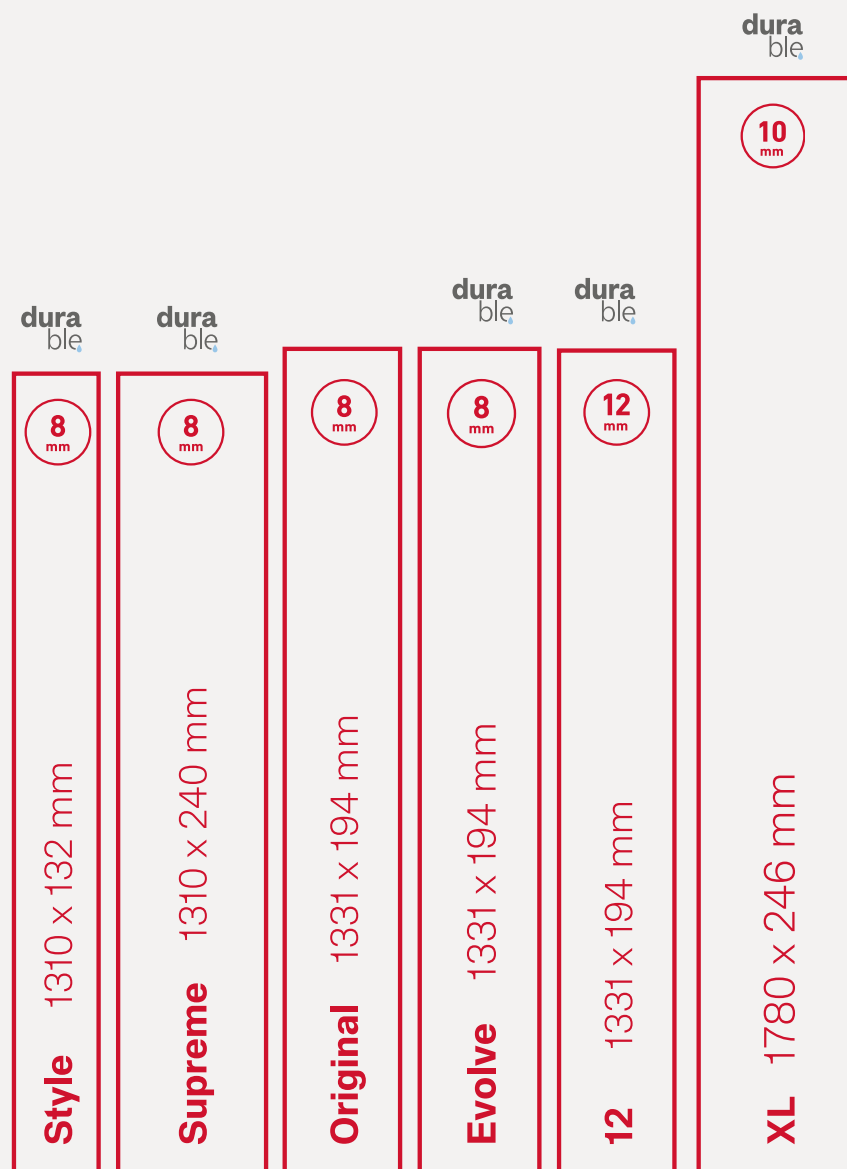 dura
ble
8
mm
Style 1310 x 132 mm
dura
ble
8
mm
Supreme 1310 x 240 mm
8
mm
Original 1331 x 194 mm
dura
ble
8
mm
Evolve 1331 x 194 mm
dura
ble
12
mm
12 1331 x 194 mm
dura
ble
10
mm
XL 1780 x 246 mm